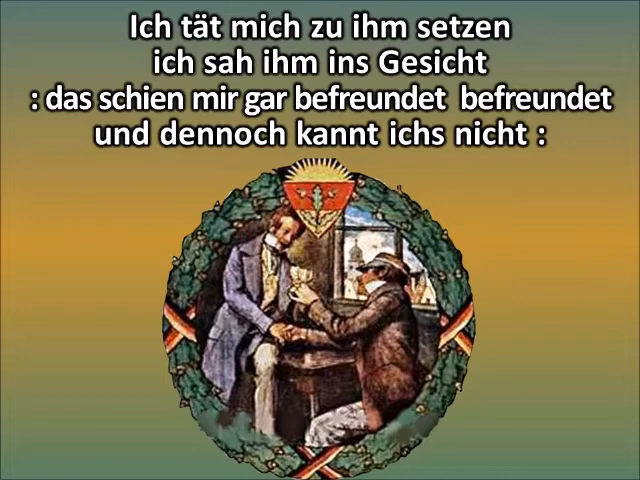 Ich tät mich zu ihm setzen
ich sah ihm ins Gesicht
: das schien mir gar befreundet befreundet
und dennoch kannt ichs nicht :